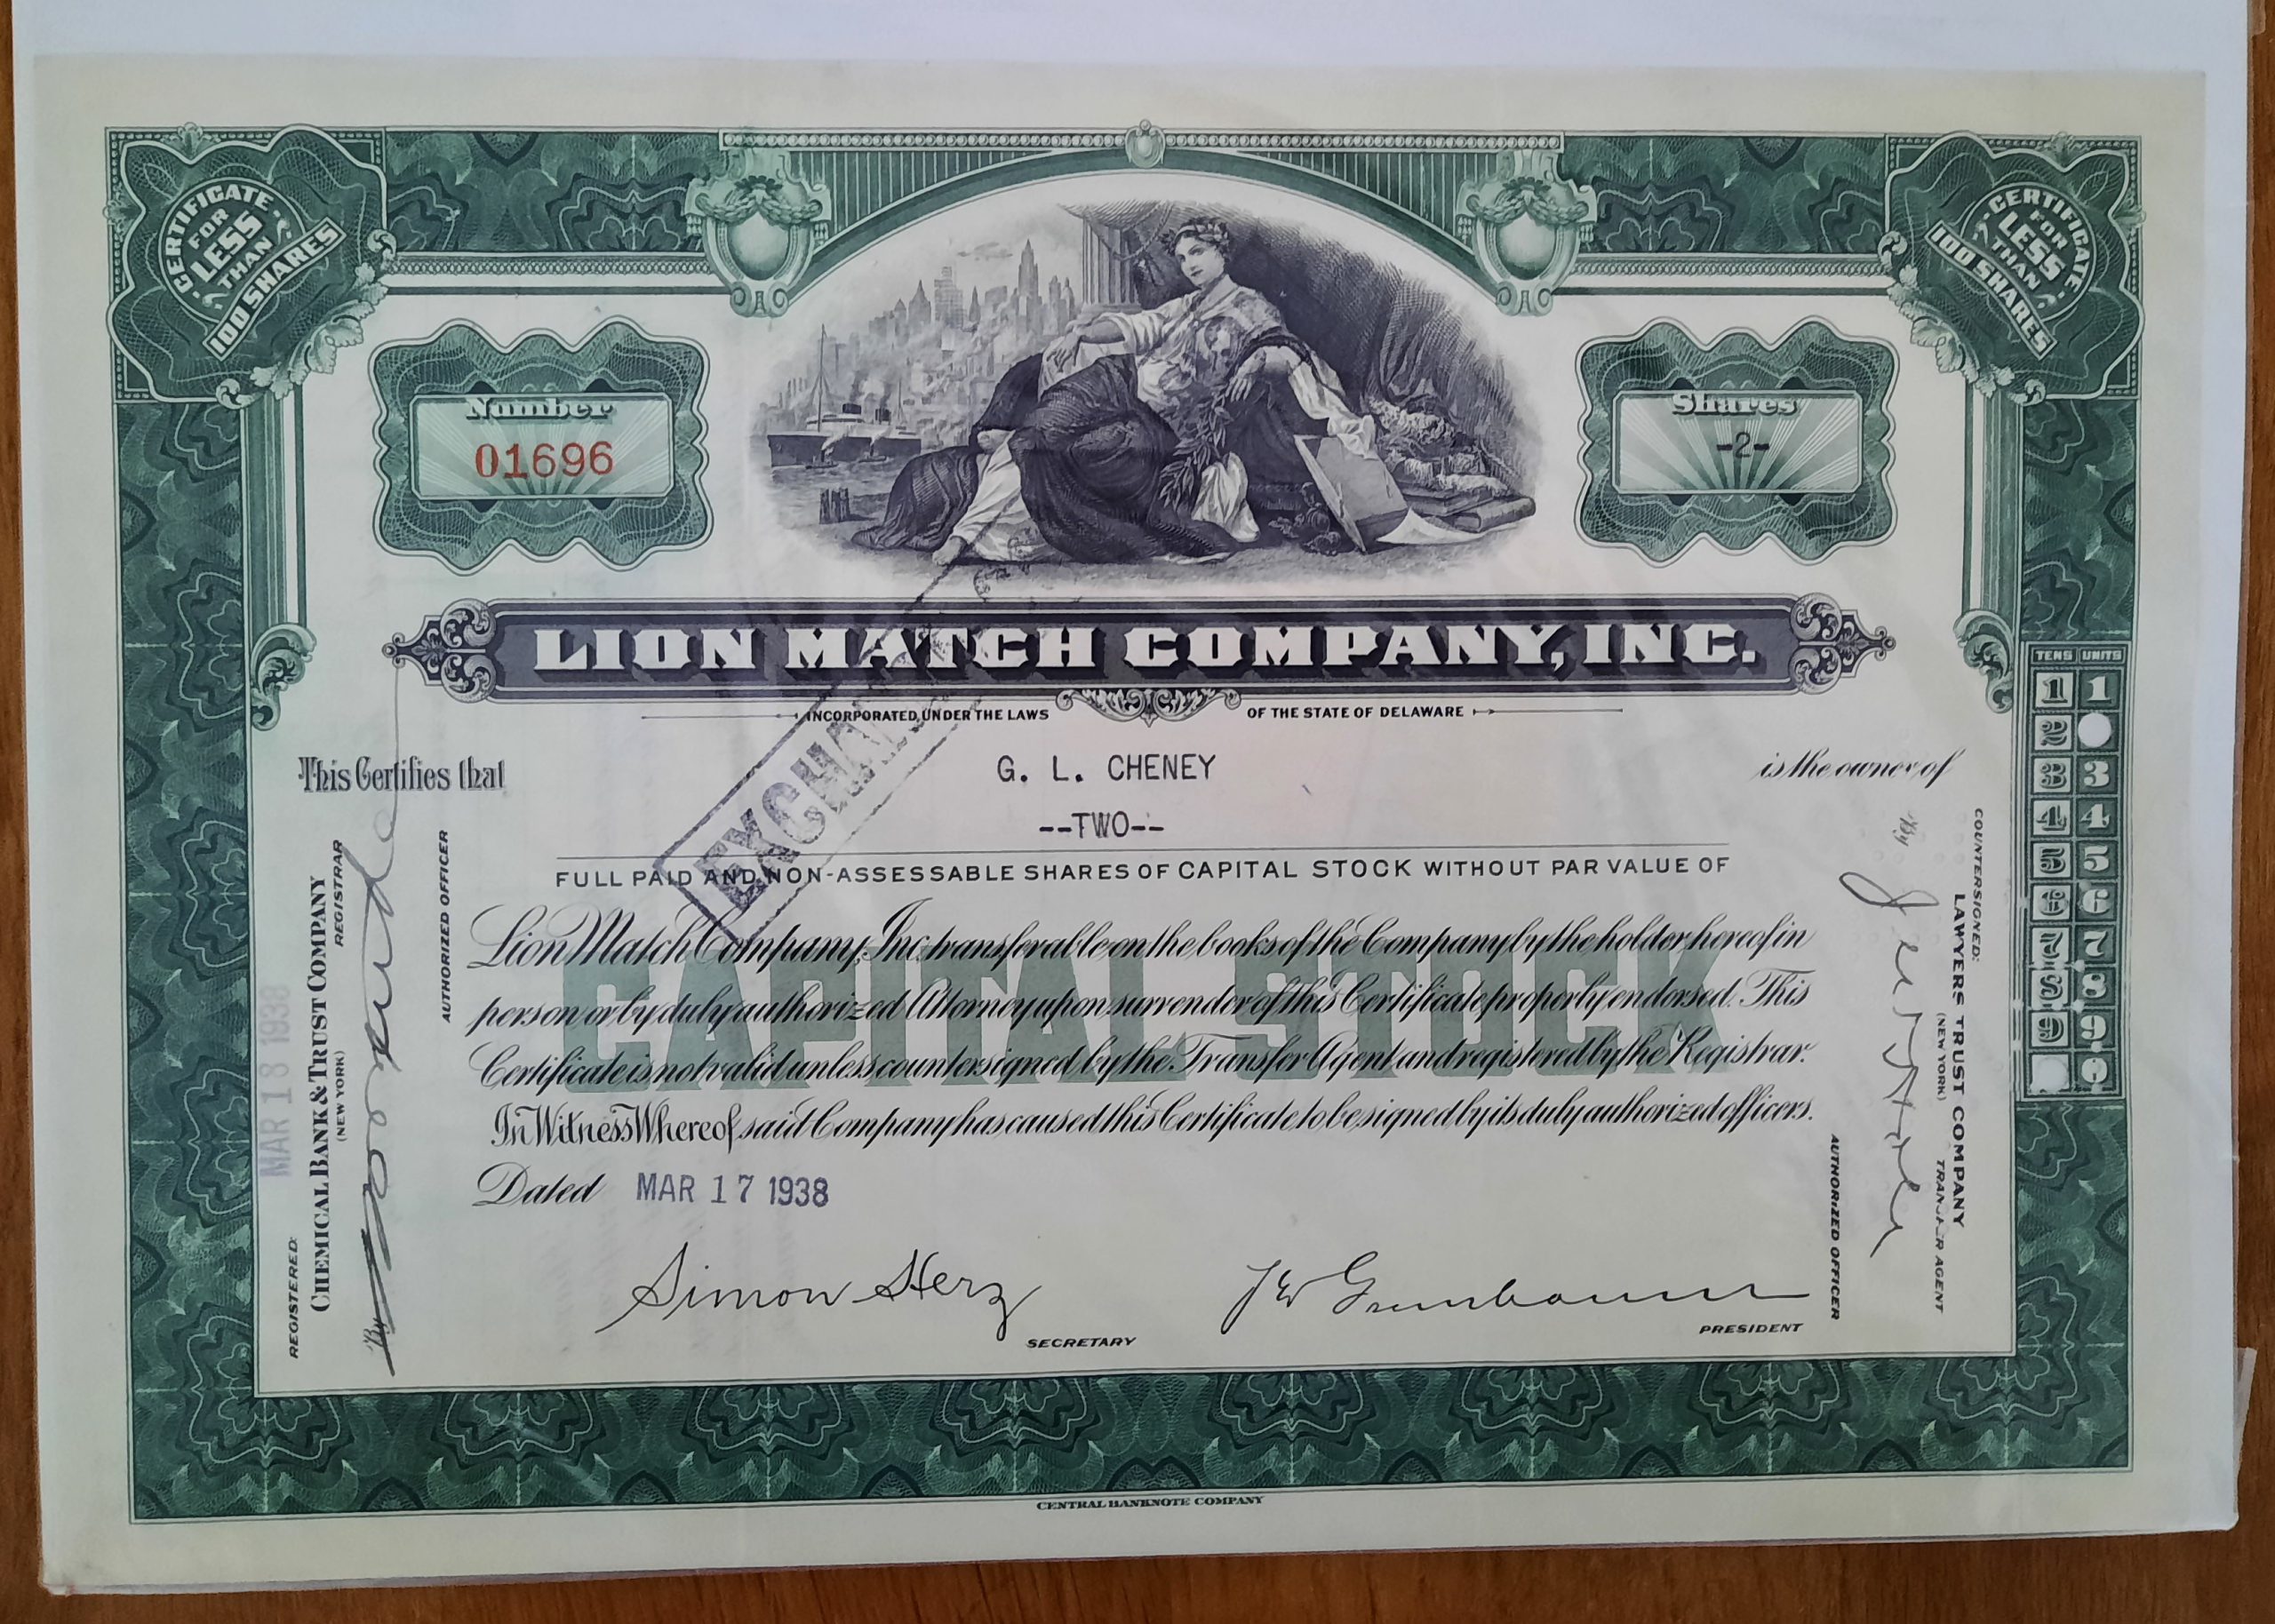 CERTIFICATE
FOR
LESS
THAN
100 SHARES
CERTIFICATE
FOR
LESS
THAN
100 SHARES
Number
01696
Shares
-2-
LION MATCH COMPANY, INC.
INCORPORATED UNDER THE LAWS OF THE STATE OF DELAWARE
This Certifies that G. L. CHENEY is the owner of
--TWO--
FULL PAID AND NON-ASSESSABLE SHARES OF CAPITAL STOCK WITHOUT PAR VALUE OF
Lion Match Company, Inc. transferable on the books of the Company by the holder hereof in
person or by duly authorized Attorney upon surrender of this Certificate properly endorsed. This
Certificate is not valid unless countersigned by the Transfer Agent and registered by the Registrar.
In Witness Whereof said Company has caused this Certificate to be signed by its duly authorized officers.
CAPITAL STOCK
Dated MAR 17 1938
Simon Herz
SECRETARY
J W Greenbaum
PRESIDENT
MAR 18 1938
REGISTERED:
CHEMICAL BANK & TRUST COMPANY
(NEW YORK) REGISTRAR
By
AUTHORIZED OFFICER
COUNTERSIGNED:
LAWYERS TRUST COMPANY
(NEW YORK) TRANSFER AGENT
By
AUTHORIZED OFFICER
TENS UNITS
1 1
2
3 3
4 4
5 5
6 6
7 7
8 8
9 9
0
CENTRAL BANKNOTE COMPANY